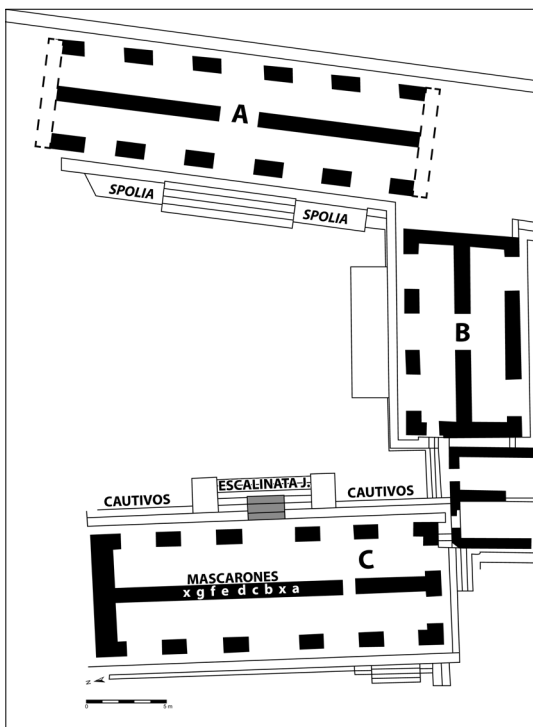 A
SPOLIA
SPOLIA
B
ESCALINATA J.
CAUTIVOS
CAUTIVOS
C
MASCARONES
x g f e d c b x a
N
0 5 m